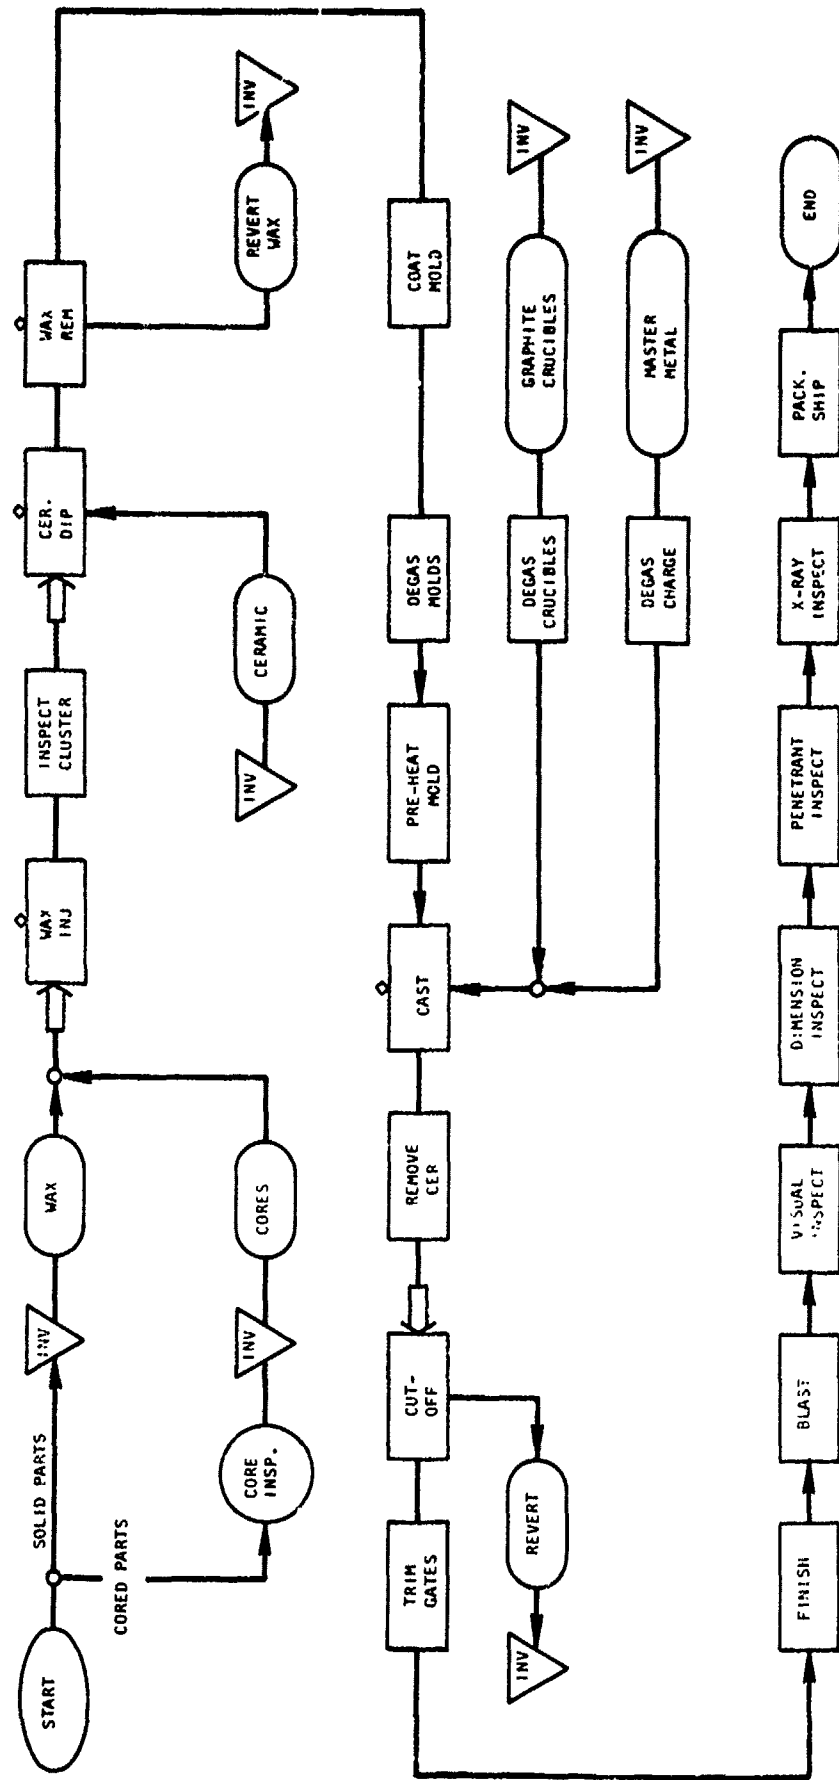 START
SOLID PARTS
CORED PARTS
INV
WAX
CORE
INSP.
INV
CORES
WAX
INJ
INSPECT
CLUSTER
CER.
DIP
INV
CERAMIC
WAX
REM
REVERT
WAX
INV
COAT
MOLD
DEGAS
MOLDS
PRE-HEAT
MOLD
CAST
INV
GRAPHITE
CRUCIBLES
DEGAS
CRUCIBLES
INV
MASTER
METAL
DEGAS
CHARGE
REMOVE
CER
CUT-
OFF
REVERT
INV
TRIM
GATES
FINISH
BLAST
VISUAL
INSPECT
DIMENSION
INSPECT
PENETRANT
INSPECT
X-RAY
INSPECT
PACK.
SHIP
END